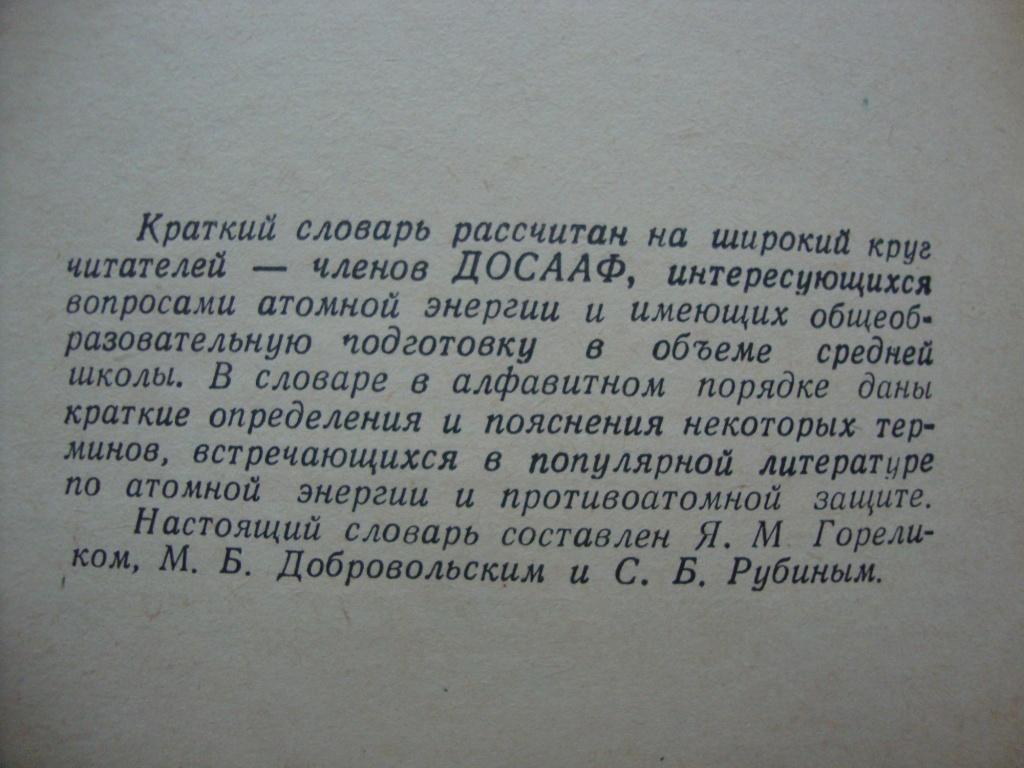 Краткий словарь рассчитан на широкий круг
читателей — членов ДОСААФ, интересующихся
вопросами атомной энергии и имеющих общеоб-
разовательную подготовку в объеме средней
школы. В словаре в алфавитном порядке даны
краткие определения и пояснения некоторых тер-
минов, встречающихся в популярной литературе
по атомной энергии и противоатомной защите.
Настоящий словарь составлен Я. М Горели-
ком, М. Б. Добровольским и С. Б. Рубиным.